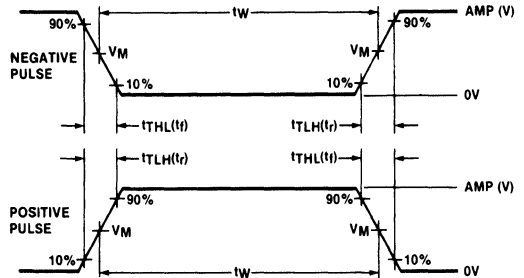 tW
AMP (V)
90%
90%
NEGATIVE
PULSE
VM
VM
10%
10%
0V
tTHL(tf)
tTLH(tr)
tTLH(tr)
tTHL(tf)
AMP (V)
90%
90%
POSITIVE
PULSE
VM
VM
10%
10%
tW
0V